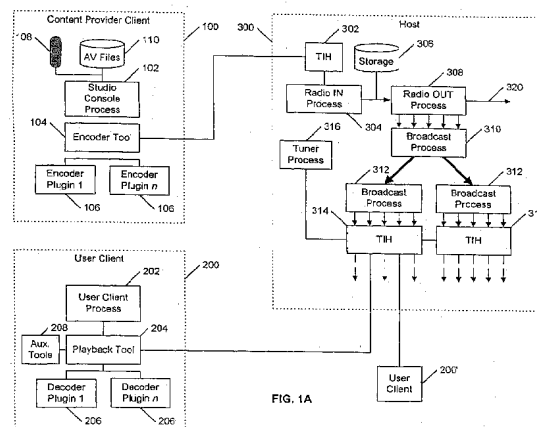 Content Provider Client
100
108
110
AV Files
102
Studio
Console
Process
104
Encoder Tool
Encoder
Plugin 1
Encoder
Plugin n
106
106
User Client
200
202
User Client
Process
208
204
Aux.
Tools
Playback Tool
Decoder
Plugin 1
Decoder
Plugin n
206
206
300
Host
302
TIH
306
Storage
308
Radio IN
Process
304
Radio OUT
Process
320
316
Tuner
Process
310
Broadcast
Process
312
312
Broadcast
Process
Broadcast
Process
314
TIH
TIH
FIG. 1A
User
Client
200